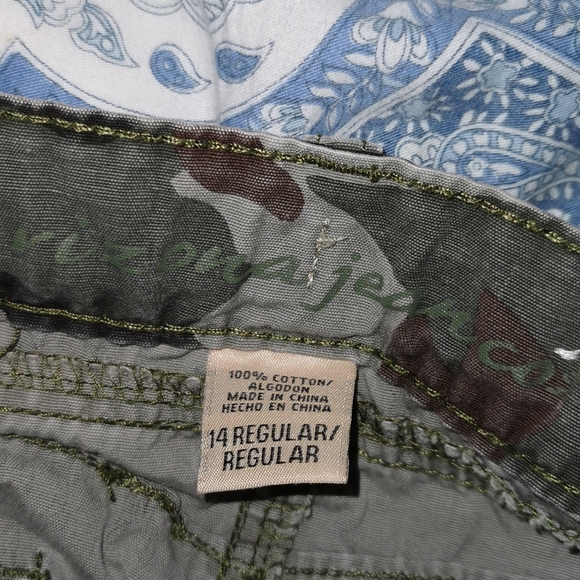 arizona jean co.
100% COTTON/
ALGODON
MADE IN CHINA
HECHO EN CHINA
14 REGULAR/
REGULAR